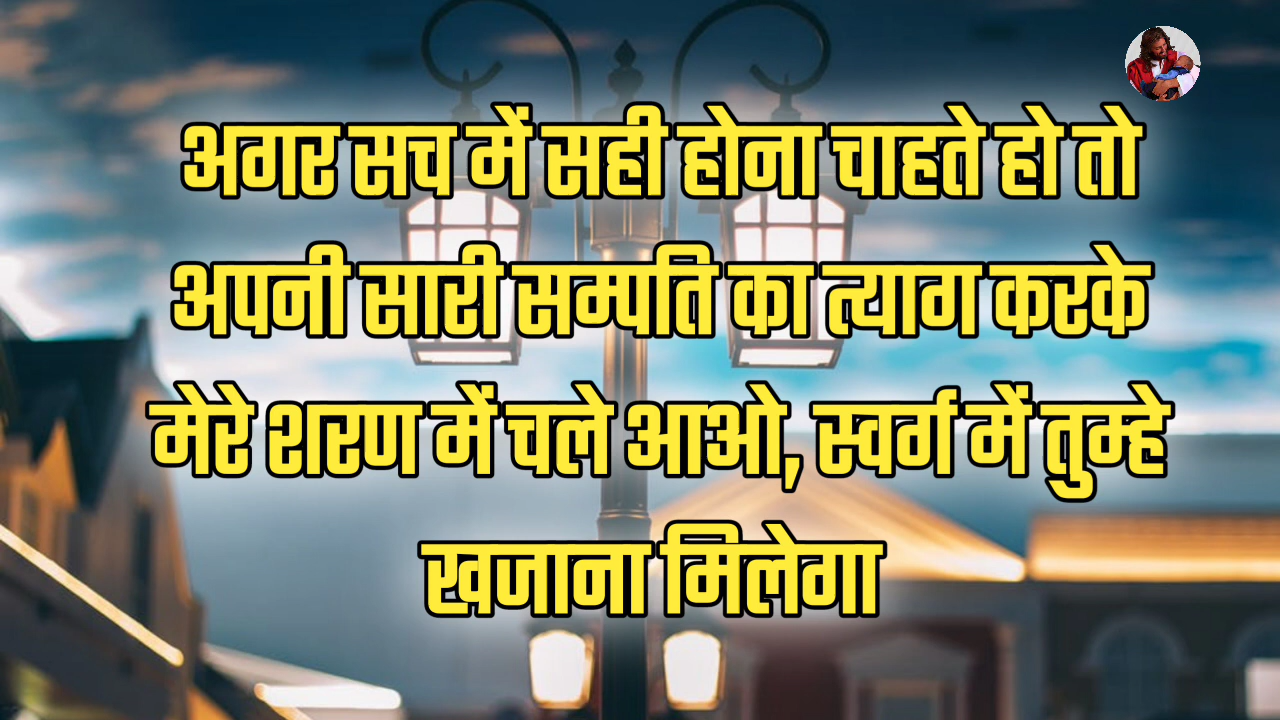 अगर सच में सही होना चाहते हो तो
अपनी सारी सम्पति का त्याग करके
मेरे शरण में चले आओ, स्वर्ग में तुम्हे
खजाना मिलेगा